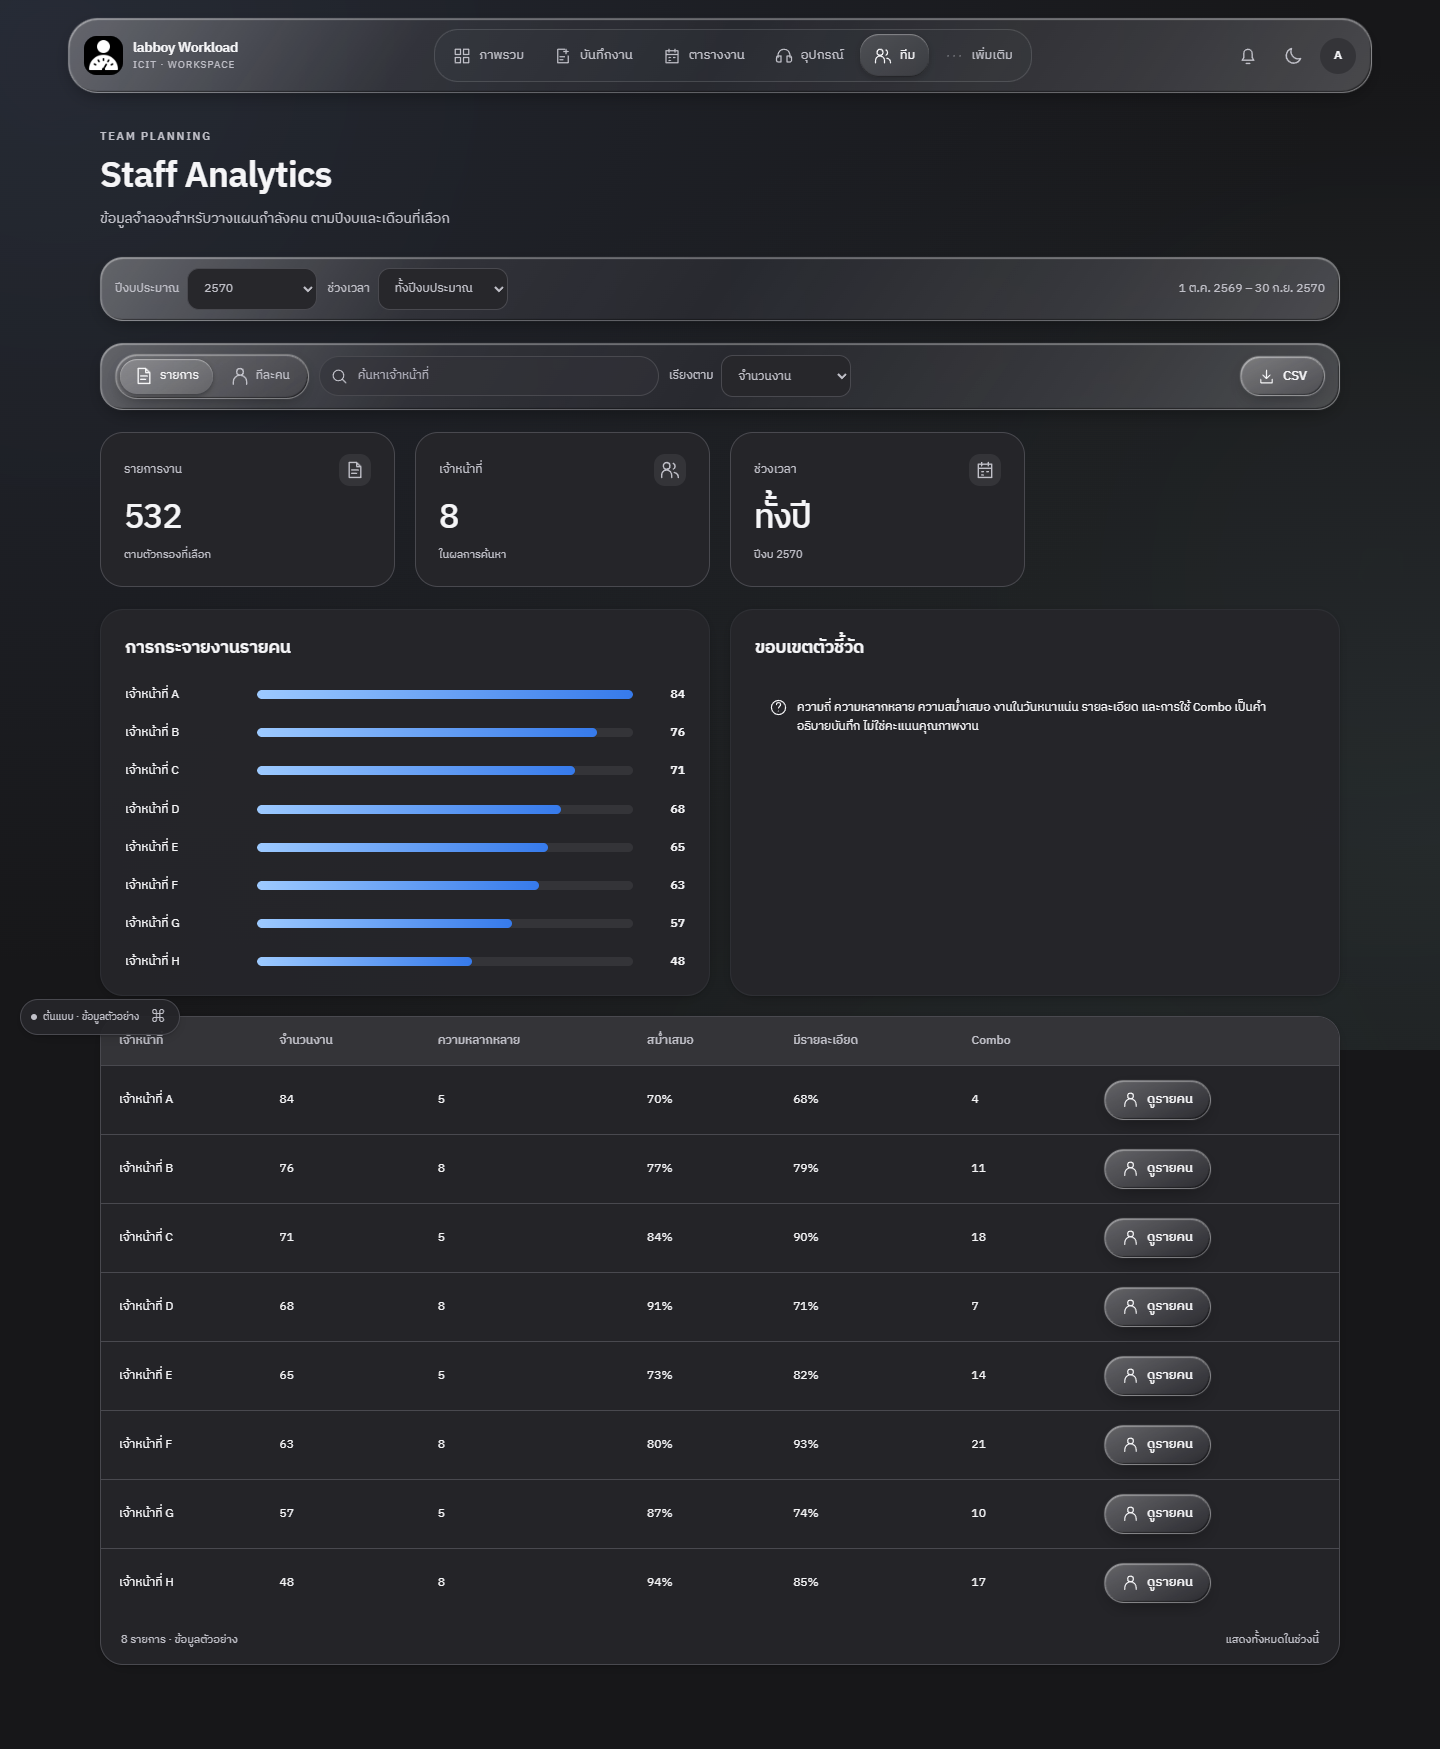 labboy Workload
ICIT · WORKSPACE
ภาพรวม
บันทึกงาน
ตารางงาน
อุปกรณ์
ทีม
··· เพิ่มเติม
A
TEAM PLANNING
Staff Analytics
ข้อมูลจำลองสำหรับวางแผนกำลังคน ตามปีงบและเดือนที่เลือก
ปีงบประมาณ 2570 ช่วงเวลา ทั้งปีงบประมาณ 1 ต.ค. 2569 – 30 ก.ย. 2570
รายการ ทีละคน ค้นหาเจ้าหน้าที่ เรียงตาม จำนวนงาน CSV
รายการงาน
532
ตามตัวกรองที่เลือก
เจ้าหน้าที่
8
ในผลการค้นหา
ช่วงเวลา
ทั้งปี
ปีงบ 2570
การกระจายงานรายคน
เจ้าหน้าที่ A 84
เจ้าหน้าที่ B 76
เจ้าหน้าที่ C 71
เจ้าหน้าที่ D 68
เจ้าหน้าที่ E 65
เจ้าหน้าที่ F 63
เจ้าหน้าที่ G 57
เจ้าหน้าที่ H 48
ขอบเขตตัวชี้วัด
ความถี่ ความหลากหลาย ความสม่ำเสมอ งานในวันหนาแน่น รายละเอียด และการใช้ Combo เป็นคำ
อธิบายบันทึก ไม่ใช่คะแนนคุณภาพงาน
ต้นแบบ · ข้อมูลตัวอย่าง ⌘
เจ้าหน้าที่ จำนวนงาน ความหลากหลาย สม่ำเสมอ มีรายละเอียด Combo
เจ้าหน้าที่ A 84 5 70% 68% 4 ดูรายคน
เจ้าหน้าที่ B 76 8 77% 79% 11 ดูรายคน
เจ้าหน้าที่ C 71 5 84% 90% 18 ดูรายคน
เจ้าหน้าที่ D 68 8 91% 71% 7 ดูรายคน
เจ้าหน้าที่ E 65 5 73% 82% 14 ดูรายคน
เจ้าหน้าที่ F 63 8 80% 93% 21 ดูรายคน
เจ้าหน้าที่ G 57 5 87% 74% 10 ดูรายคน
เจ้าหน้าที่ H 48 8 94% 85% 17 ดูรายคน
8 รายการ · ข้อมูลตัวอย่าง แสดงทั้งหมดในช่วงนี้